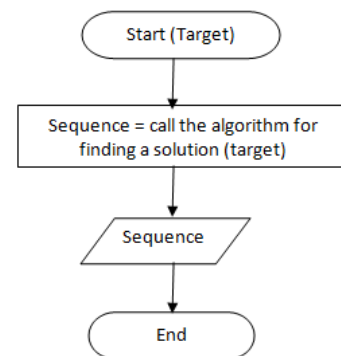 Start (Target)
Sequence = call the algorithm for
finding a solution (target)
Sequence
End